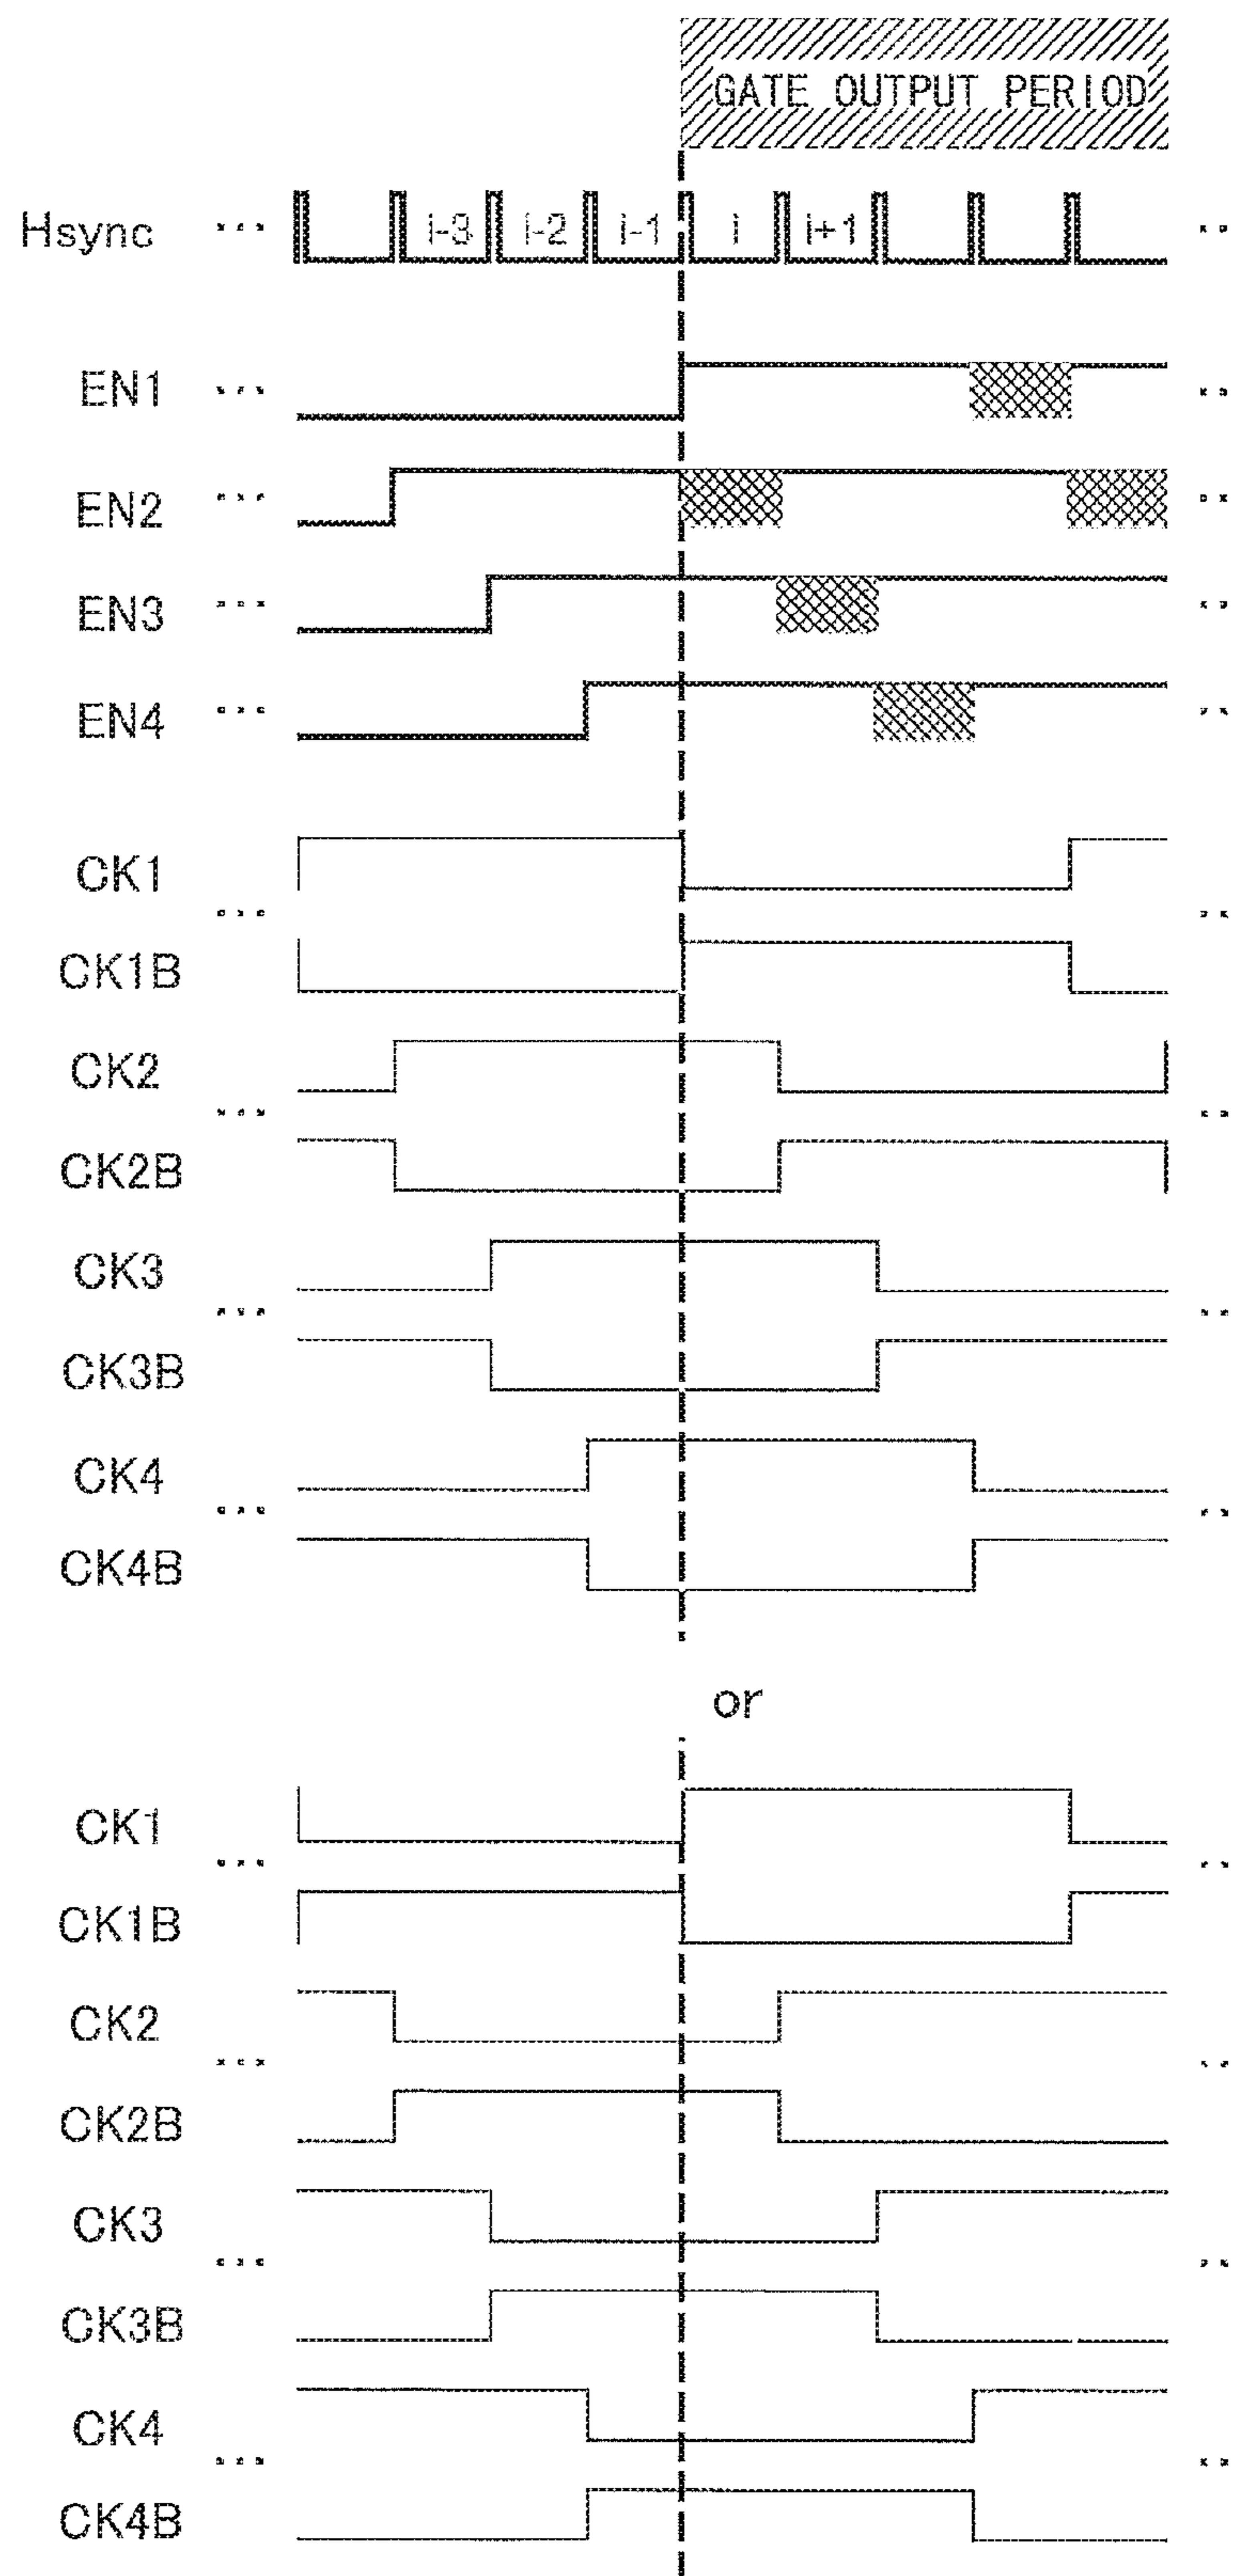 GATE OUTPUT PERIOD
Hsync ... i-3 i-2 i-1 i i+1 ..
EN1 ... ..
EN2 ... ..
EN3 ... ..
EN4 ... ..
CK1
... ..
CK1B
CK2
... ..
CK2B
CK3
... ..
CK3B
CK4
... ..
CK4B
or
CK1
... ..
CK1B
CK2
... ..
CK2B
CK3
... ..
CK3B
CK4
... ..
CK4B